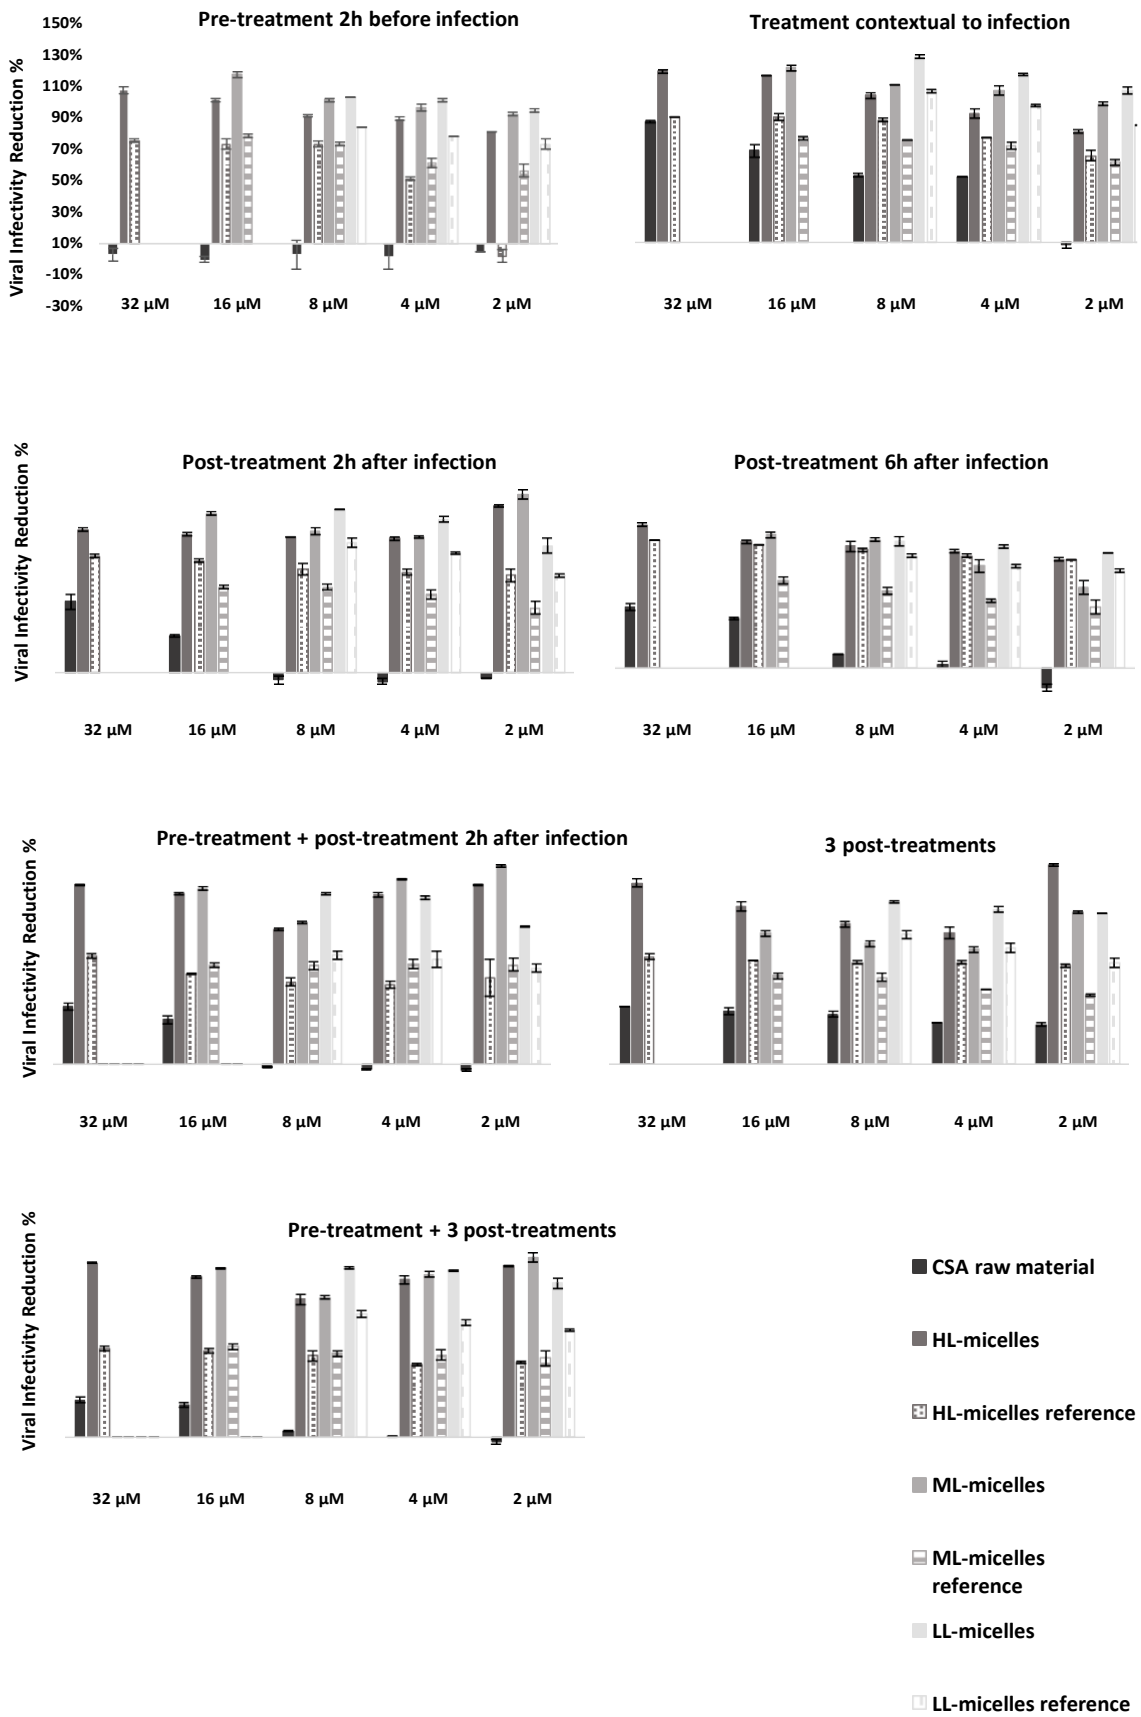 Pre-treatment 2h before infection
Treatment contextual to infection
Viral Infectivity Reduction %
150%
130%
110%
90%
70%
50%
30%
10%
-10%
-30%
32 μM 16 μM 8 μM 4 μM 2 μM
32 μM 16 μM 8 μM 4 μM 2 μM
Post-treatment 2h after infection
Post-treatment 6h after infection
Viral Infectivity Reduction %
32 μM 16 μM 8 μM 4 μM 2 μM
32 μM 16 μM 8 μM 4 μM 2 μM
Pre-treatment + post-treatment 2h after infection
3 post-treatments
Viral Infectivity Reduction %
32 μM 16 μM 8 μM 4 μM 2 μM
32 μM 16 μM 8 μM 4 μM 2 μM
Pre-treatment + 3 post-treatments
Viral Infectivity Reduction %
32 μM 16 μM 8 μM 4 μM 2 μM
CSA raw material
HL-micelles
HL-micelles reference
ML-micelles
ML-micelles
reference
LL-micelles
LL-micelles reference